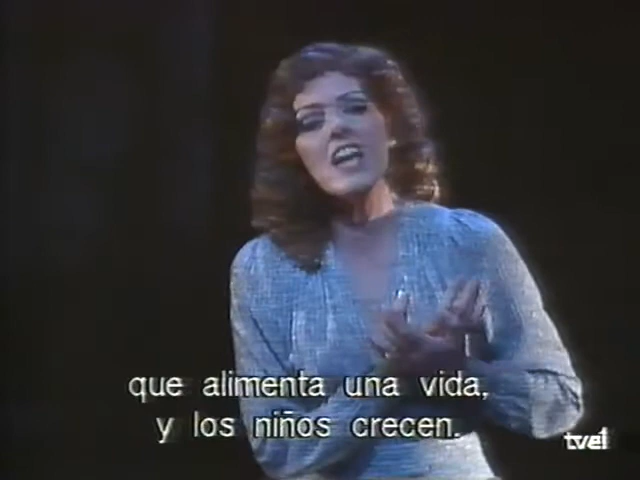 que alimenta una vida,
y los niños crecen.
tve1